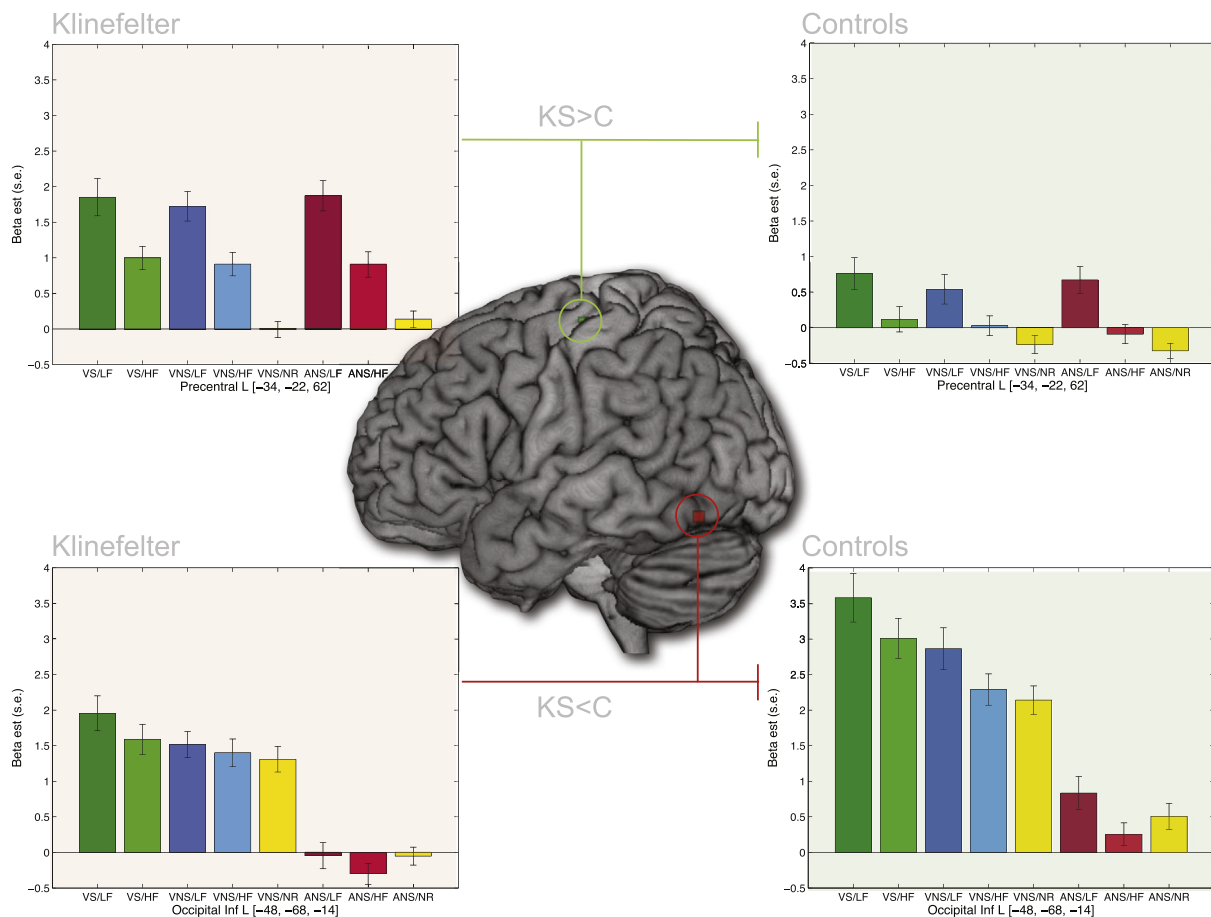 Klinefelter
Controls
4
3.5
3
2.5
2
1.5
1
0.5
0
−0.5
Beta est (s.e.)
VS/LF VS/HF VNS/LF VNS/HF VNS/NR ANS/LF ANS/HF
Precentral L [−34, −22, 62]
KS>C
4
3.5
3
2.5
2
1.5
1
0.5
0
−0.5
Beta est (s.e.)
VS/LF VS/HF VNS/LF VNS/HF VNS/NR ANS/LF ANS/HF ANS/NR
Precentral L [−34, −22, 62]
Klinefelter
Controls
4
3.5
3
2.5
2
1.5
1
0.5
0
−0.5
Beta est (s.e.)
VS/LF VS/HF VNS/LF VNS/HF VNS/NR ANS/LF ANS/HF ANS/NR
Occipital Inf L [−48, −68, −14]
KS<C
4
3.5
3
2.5
2
1.5
1
0.5
0
−0.5
Beta est (s.e.)
VS/LF VS/HF VNS/LF VNS/HF VNS/NR ANS/LF ANS/HF ANS/NR
Occipital Inf L [−48, −68, −14]